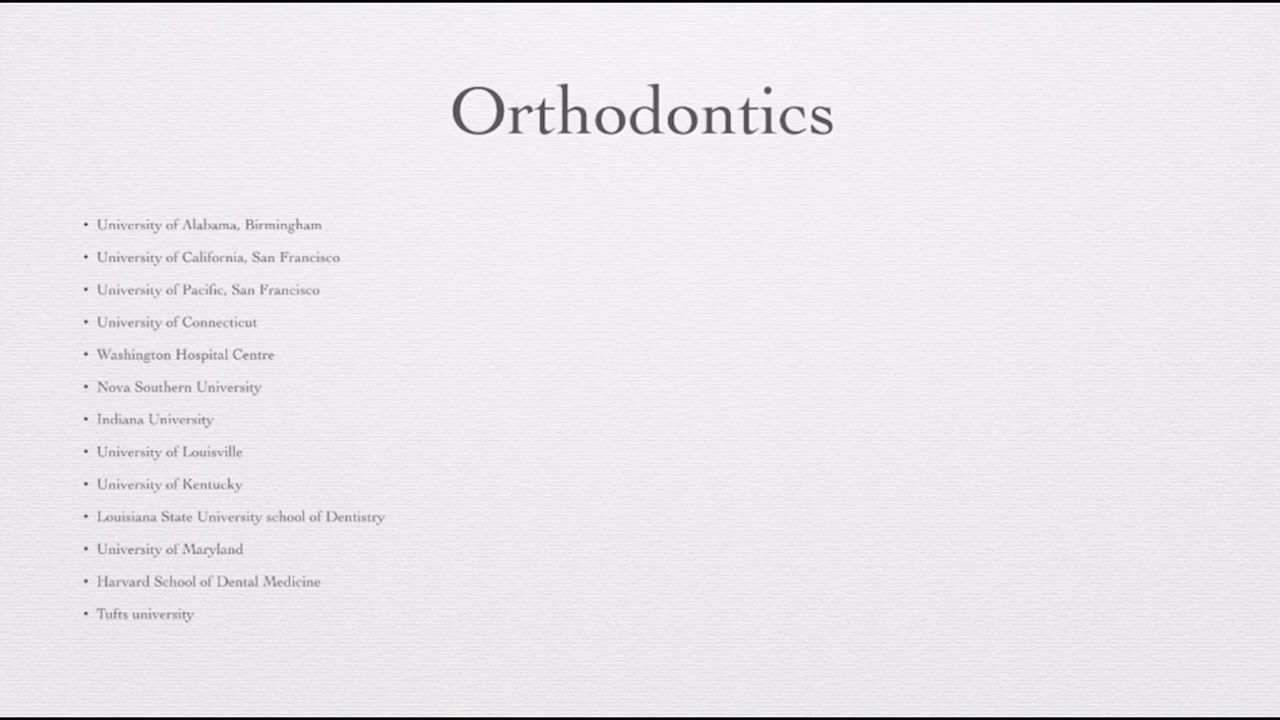 Orthodontics
• University of Alabama, Birmingham
• University of California, San Francisco
• University of Pacific, San Francisco
• University of Connecticut
• Washington Hospital Centre
• Nova Southern University
• Indiana University
• University of Louisville
• University of Kentucky
• Louisiana State University school of Dentistry
• University of Maryland
• Harvard School of Dental Medicine
• Tufts university